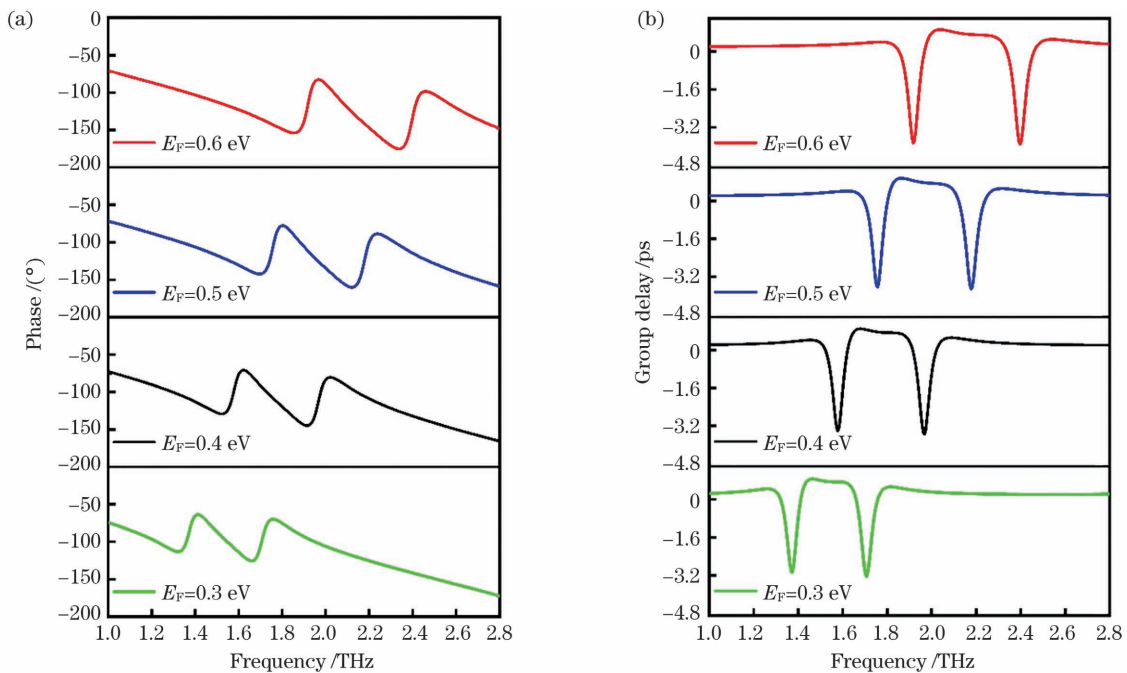 (a)
0
−50
−100
−150
−200
E_F=0.6 eV
−50
−100
−150
−200
E_F=0.5 eV
−50
−100
−150
−200
E_F=0.4 eV
−50
−100
−150
−200
E_F=0.3 eV
Phase /(°)
1.0 1.2 1.4 1.6 1.8 2.0 2.2 2.4 2.6 2.8
Frequency /THz
(b)
0
−1.6
−3.2
−4.8
E_F=0.6 eV
0
−1.6
−3.2
−4.8
E_F=0.5 eV
0
−1.6
−3.2
−4.8
E_F=0.4 eV
0
−1.6
−3.2
−4.8
E_F=0.3 eV
Group delay /ps
1.0 1.2 1.4 1.6 1.8 2.0 2.2 2.4 2.6 2.8
Frequency /THz